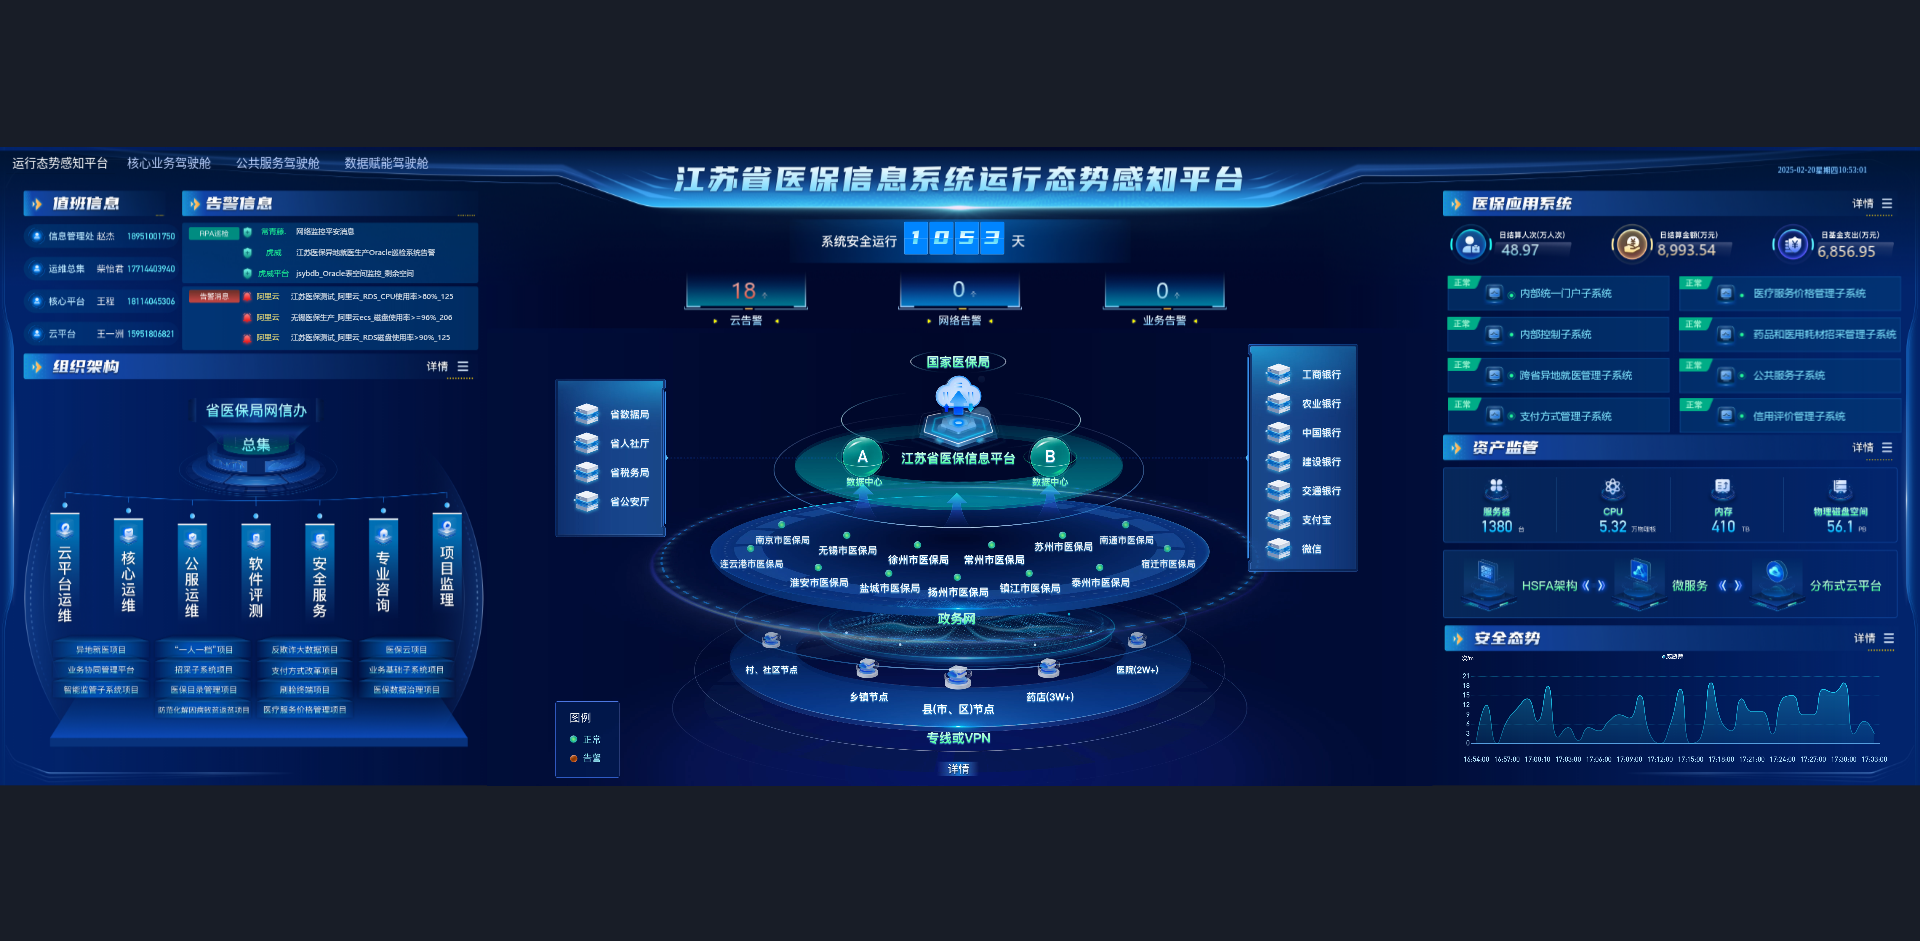 运行态势感知平台 核心业务驾驶舱 公共服务驾驶舱 数据赋能驾驶舱
江苏省医保信息系统运行态势感知平台
2025-02-20星期四10:53:01
值班信息
信息管理处 赵杰 18951001750
运维总集 柴怡君 17714403940
核心平台 王程 18114045306
云平台 王一洲 15951806821
告警信息
RPA巡检 常青藤 网络监控平安消息
虎威 江苏医保异地就医生产Oracle巡检系统告警
虎威平台 jsybdb_Oracle表空间监控_剩余空间
告警消息 阿里云 江苏医保测试_阿里云_RDS_CPU使用率>80%_125
阿里云 无锡医保生产_阿里云ecs_磁盘使用率>=96%_206
阿里云 江苏医保测试_阿里云_RDS磁盘使用率>90%_125
组织架构
详情
省医保局网信办
总集
云平台运维
核心运维
公服运维
软件评测
安全服务
专业咨询
项目监理
异地新医项目 “一人一档”项目 反欺诈大数据项目 医保云项目
业务协同管理平台 招采子系统项目 支付方式改革项目 业务基础子系统项目
智能监管子系统项目 医保目录管理项目 刷脸终端项目 医保数据治理项目
防范化解因病致贫返贫项目 医疗服务价格管理项目
系统安全运行 1053 天
18 0 0
云告警 网络告警 业务告警
国家医保局
A 江苏省医保信息平台 B
数据中心 数据中心
省数据局
省人社厅
省税务局
省公安厅
工商银行
农业银行
中国银行
建设银行
交通银行
支付宝
微信
南京市医保局 无锡市医保局 徐州市医保局 常州市医保局 苏州市医保局 南通市医保局
连云港市医保局 淮安市医保局 盐城市医保局 扬州市医保局 镇江市医保局 泰州市医保局 宿迁市医保局
政务网
村、社区节点 乡镇节点 县(市、区)节点 药店(3W+) 医院(2W+)
专线或VPN
详情
图例
正常
告警
医保应用系统
详情
日结算人次(万人次) 日结算金额(万元) 日基金支出(万元)
48.97 8,993.54 6,856.95
正常 内部统一门户子系统 正常 医疗服务价格管理子系统
正常 内部控制子系统 正常 药品和医用耗材招采管理子系统
正常 跨省异地就医管理子系统 正常 公共服务子系统
正常 支付方式管理子系统 正常 信用评价管理子系统
资产监管
详情
服务器 CPU 内存 物理磁盘空间
1380 台 5.32 410 TB 56.1 PB
HSFA架构 微服务 分布式云平台
安全态势
详情
21
18
15
12
9
6
3
0
16:54:00 16:57:00 17:00:10 17:03:00 17:06:00 17:09:00 17:12:00 17:15:00 17:18:00 17:21:00 17:24:00 17:27:00 17:30:00 17:33:00